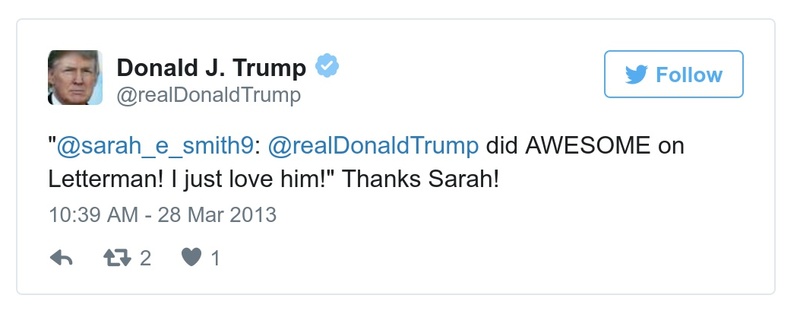 Donald J. Trump
@realDonaldTrump
Follow
"@sarah_e_smith9: @realDonaldTrump did AWESOME on
Letterman! I just love him!" Thanks Sarah!
10:39 AM - 28 Mar 2013
2 1